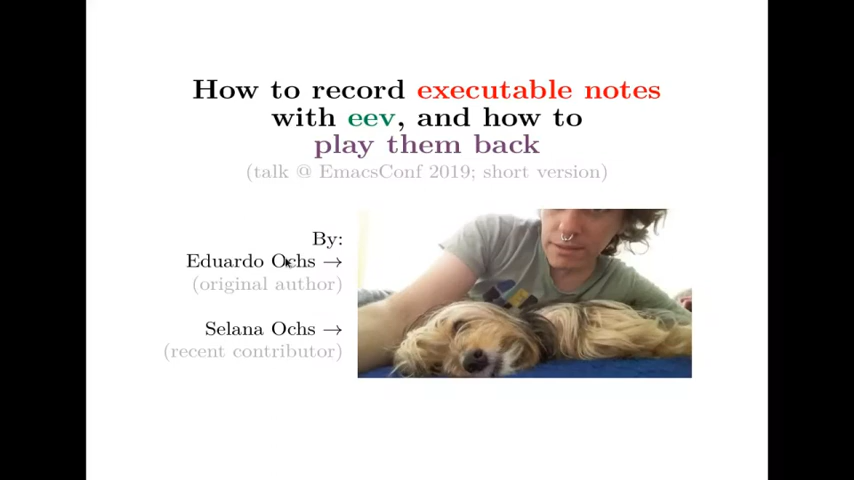 How to record executable notes
with eev, and how to
play them back
(talk @ EmacsConf 2019; short version)
By:
Eduardo Ochs →
(original author)
Selana Ochs →
(recent contributor)